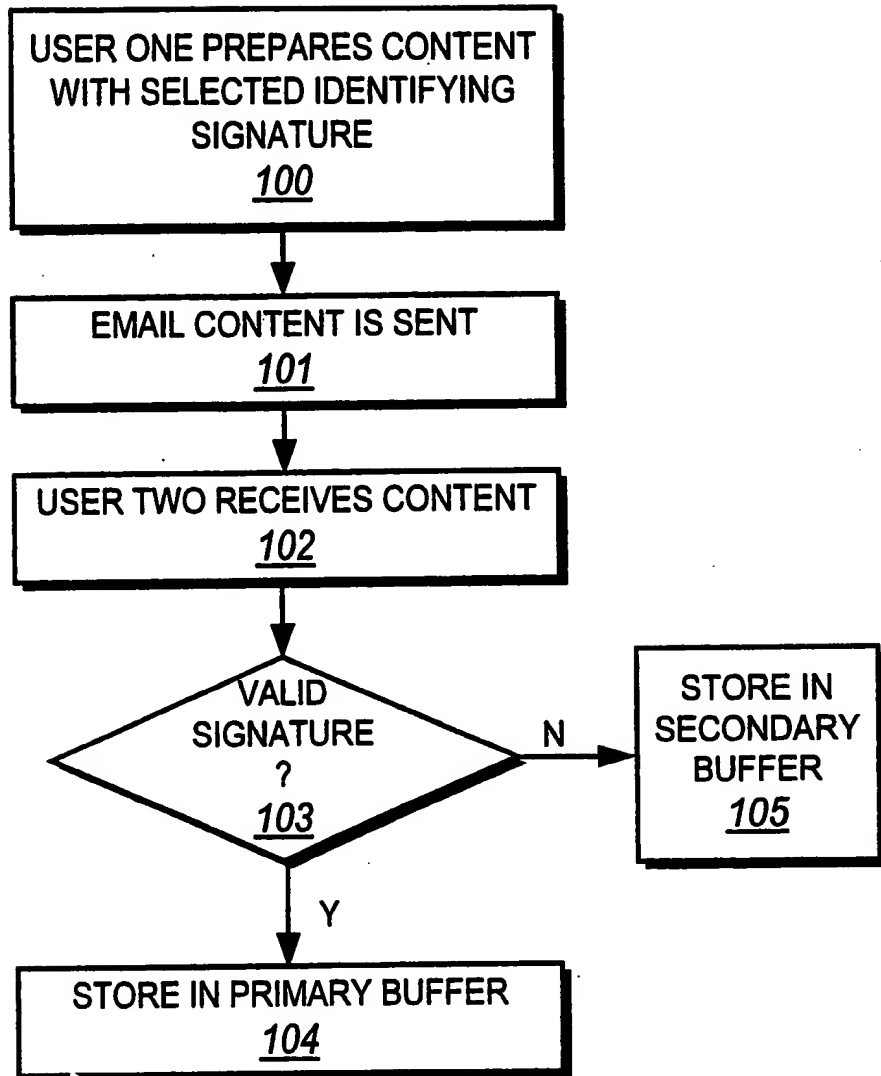 USER ONE PREPARES CONTENT
WITH SELECTED IDENTIFYING
SIGNATURE
100
EMAIL CONTENT IS SENT
101
USER TWO RECEIVES CONTENT
102
VALID
SIGNATURE
?
103
N
STORE IN
SECONDARY
BUFFER
105
Y
STORE IN PRIMARY BUFFER
104